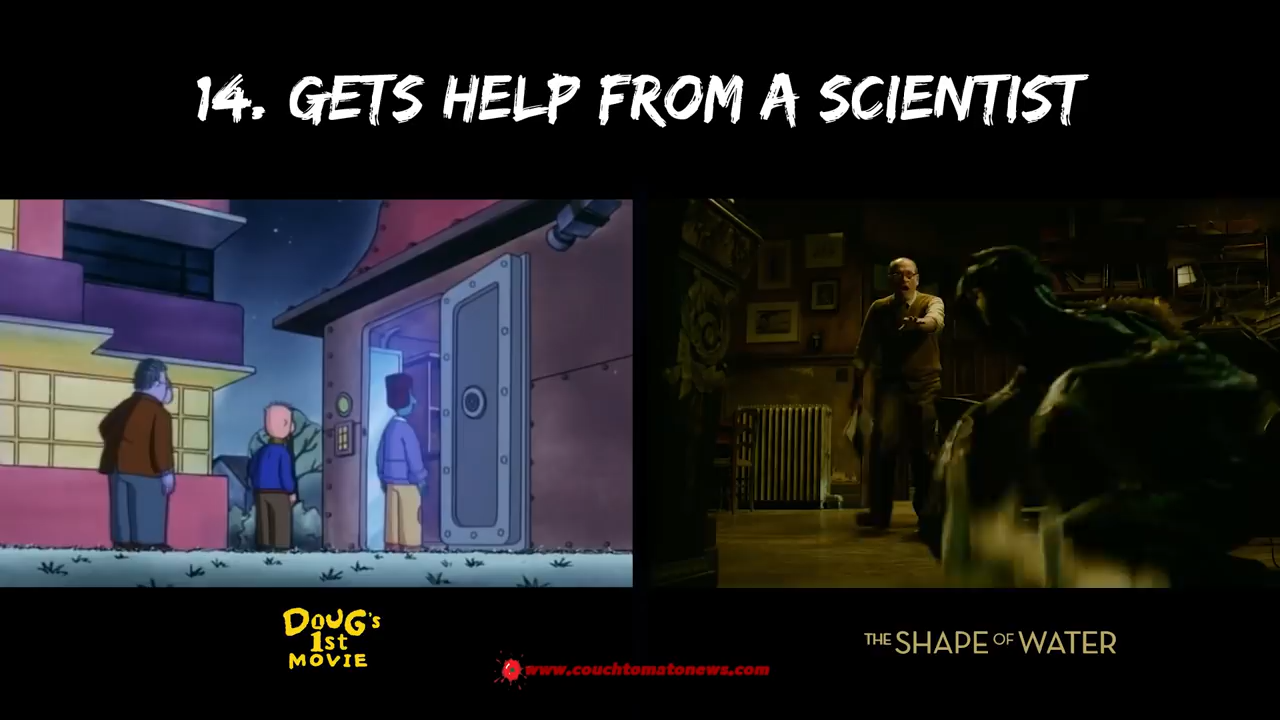 14. GETS HELP FROM A SCIENTIST
DOUG'S
1st
MOVIE
THE SHAPE OF WATER
www.couchtomatonews.com